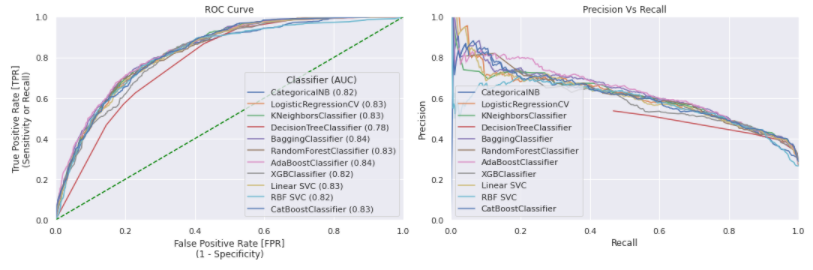 ROC Curve
1.0
0.8
0.6
0.4
0.2
0.0
True Positive Rate [TPR]
(Sensitivity or Recall)
Classifier (AUC)
CategoricalNB (0.82)
LogisticRegressionCV (0.83)
KNeighborsClassifier (0.83)
DecisionTreeClassifier (0.78)
BaggingClassifier (0.84)
RandomForestClassifier (0.83)
AdaBoostClassifier (0.84)
XGBClassifier (0.82)
Linear SVC (0.83)
RBF SVC (0.82)
CatBoostClassifier (0.83)
0.0 0.2 0.4 0.6 0.8 1.0
False Positive Rate [FPR]
(1 - Specificity)
Precision Vs Recall
1.0
0.8
0.6
0.4
0.2
0.0
Precision
CategoricalNB
LogisticRegressionCV
KNeighborsClassifier
DecisionTreeClassifier
BaggingClassifier
RandomForestClassifier
AdaBoostClassifier
XGBClassifier
Linear SVC
RBF SVC
CatBoostClassifier
0.0 0.2 0.4 0.6 0.8 1.0
Recall